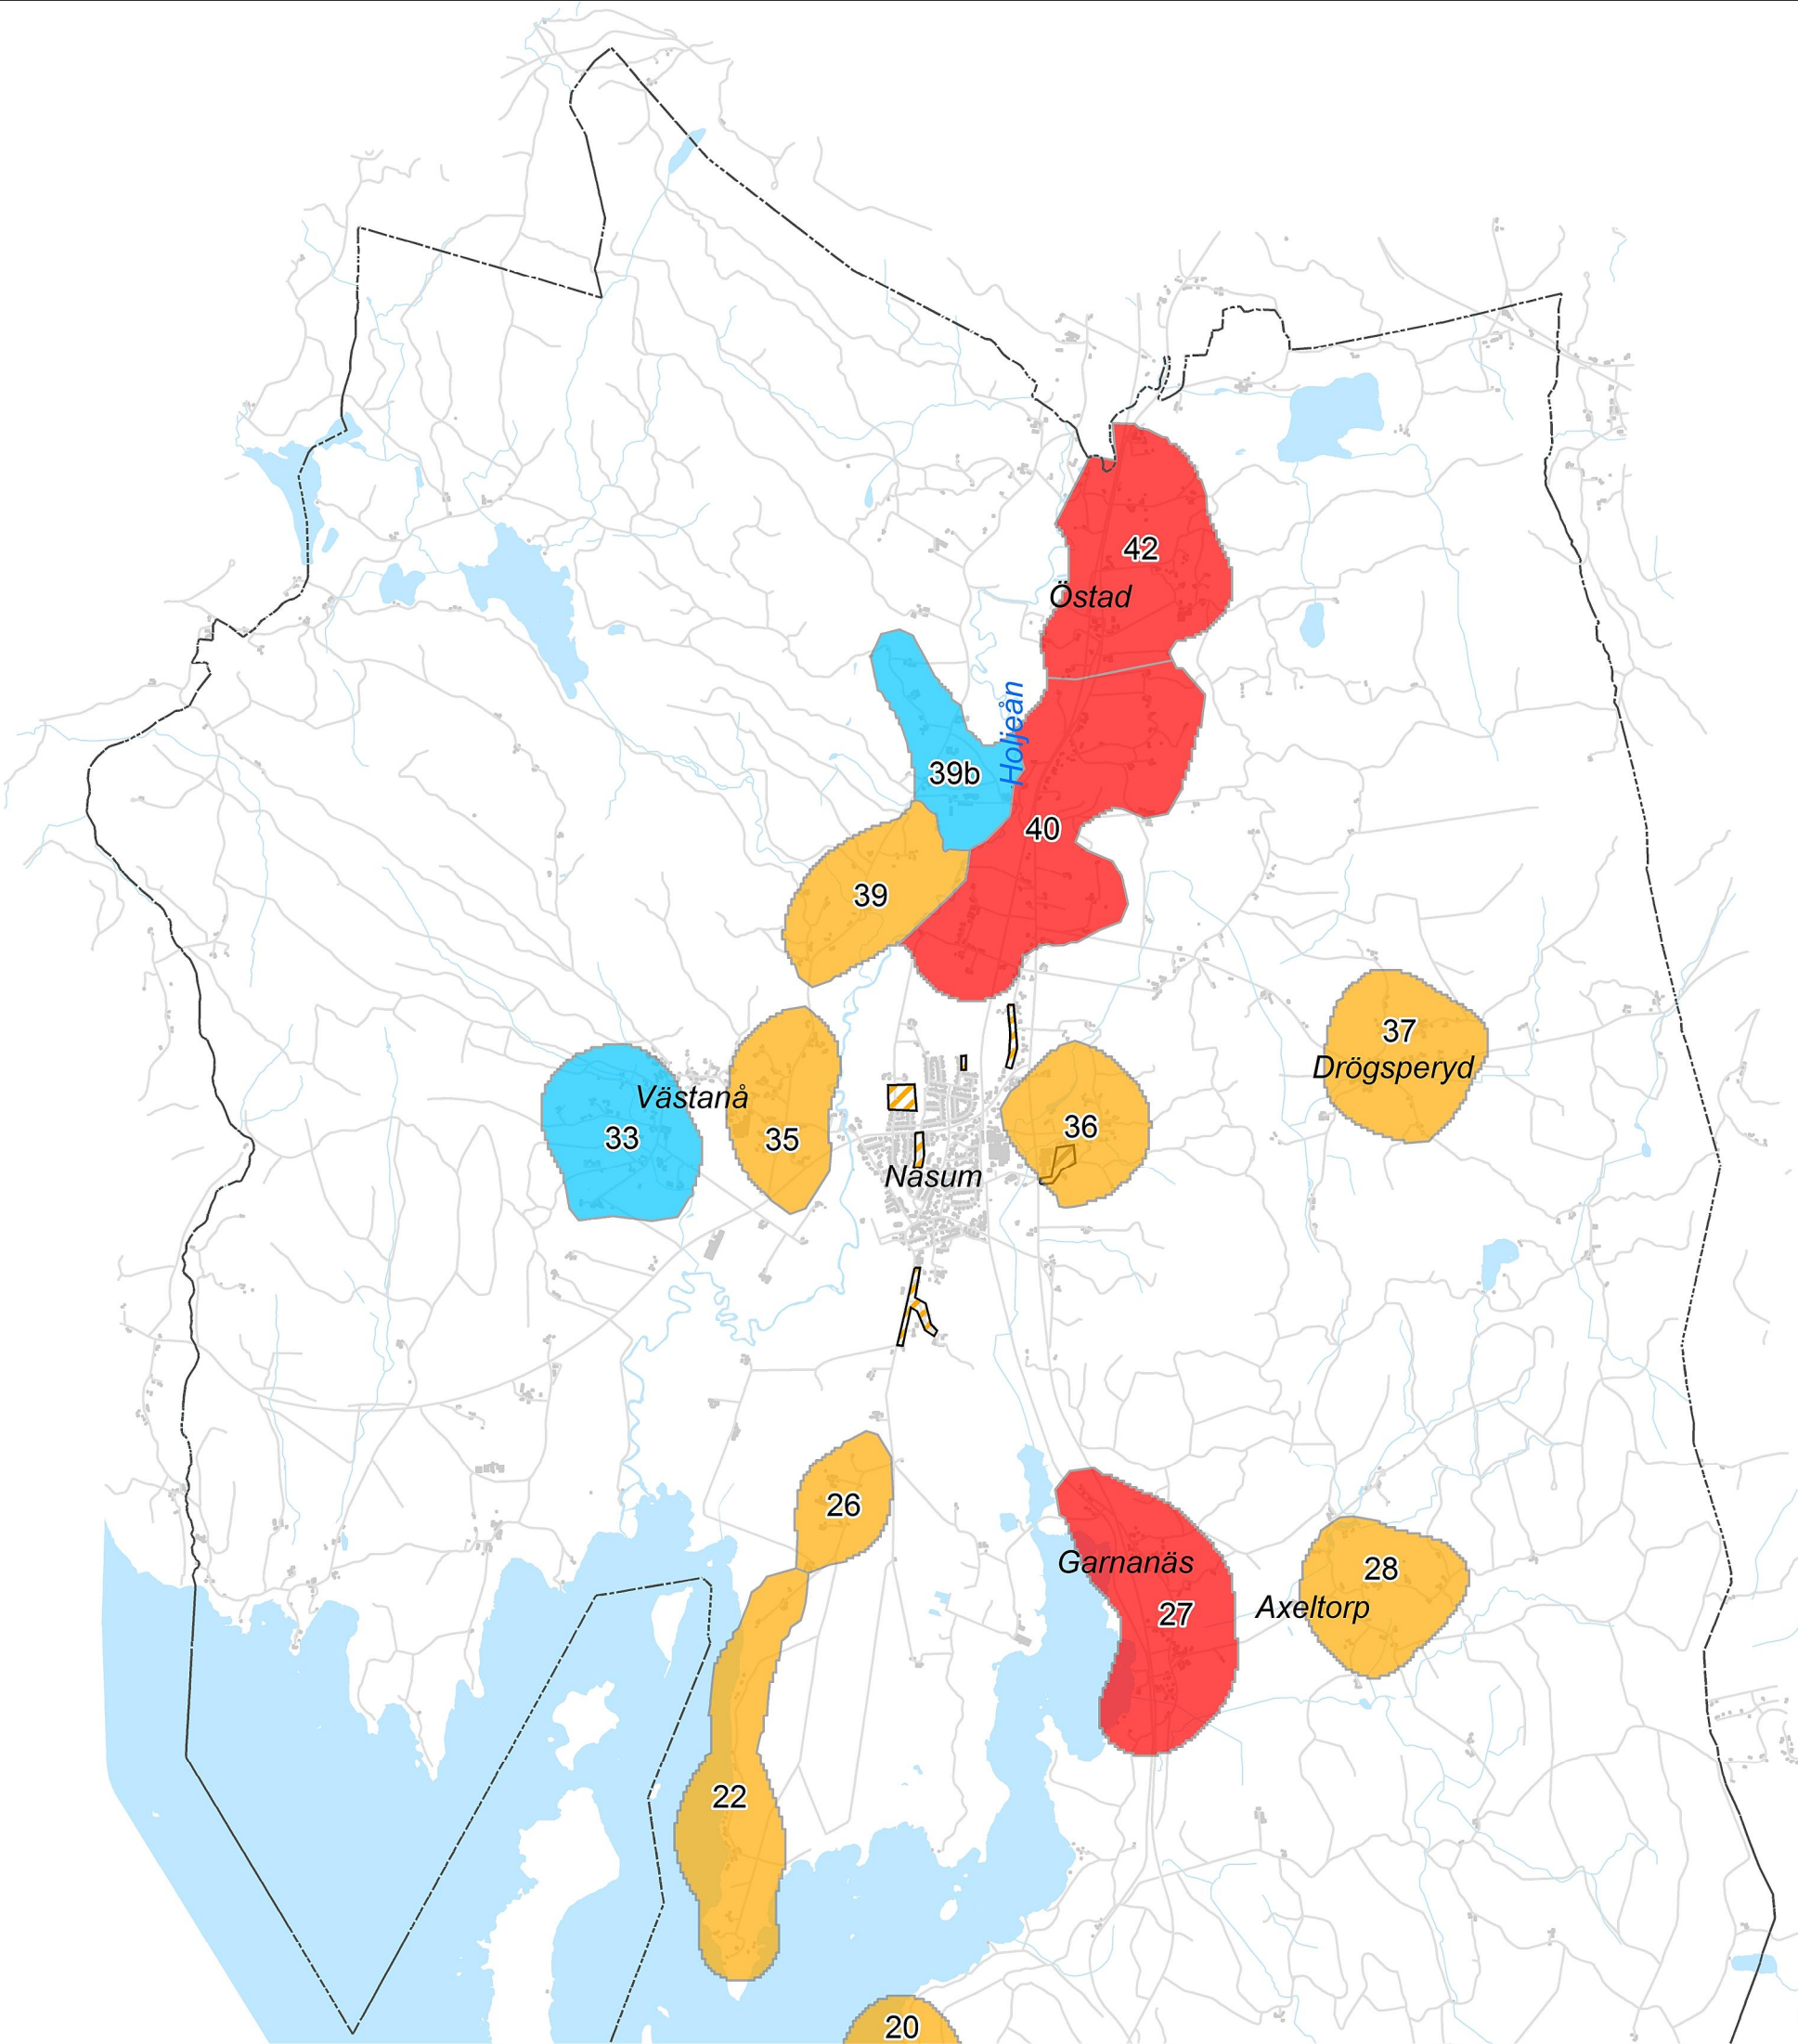 42
Östad
Holjeån
39b
40
39
37
Drögsperyd
Västanå
36
33
35
Näsum
26
Garnanäs
28
Axeltorp
27
22
20